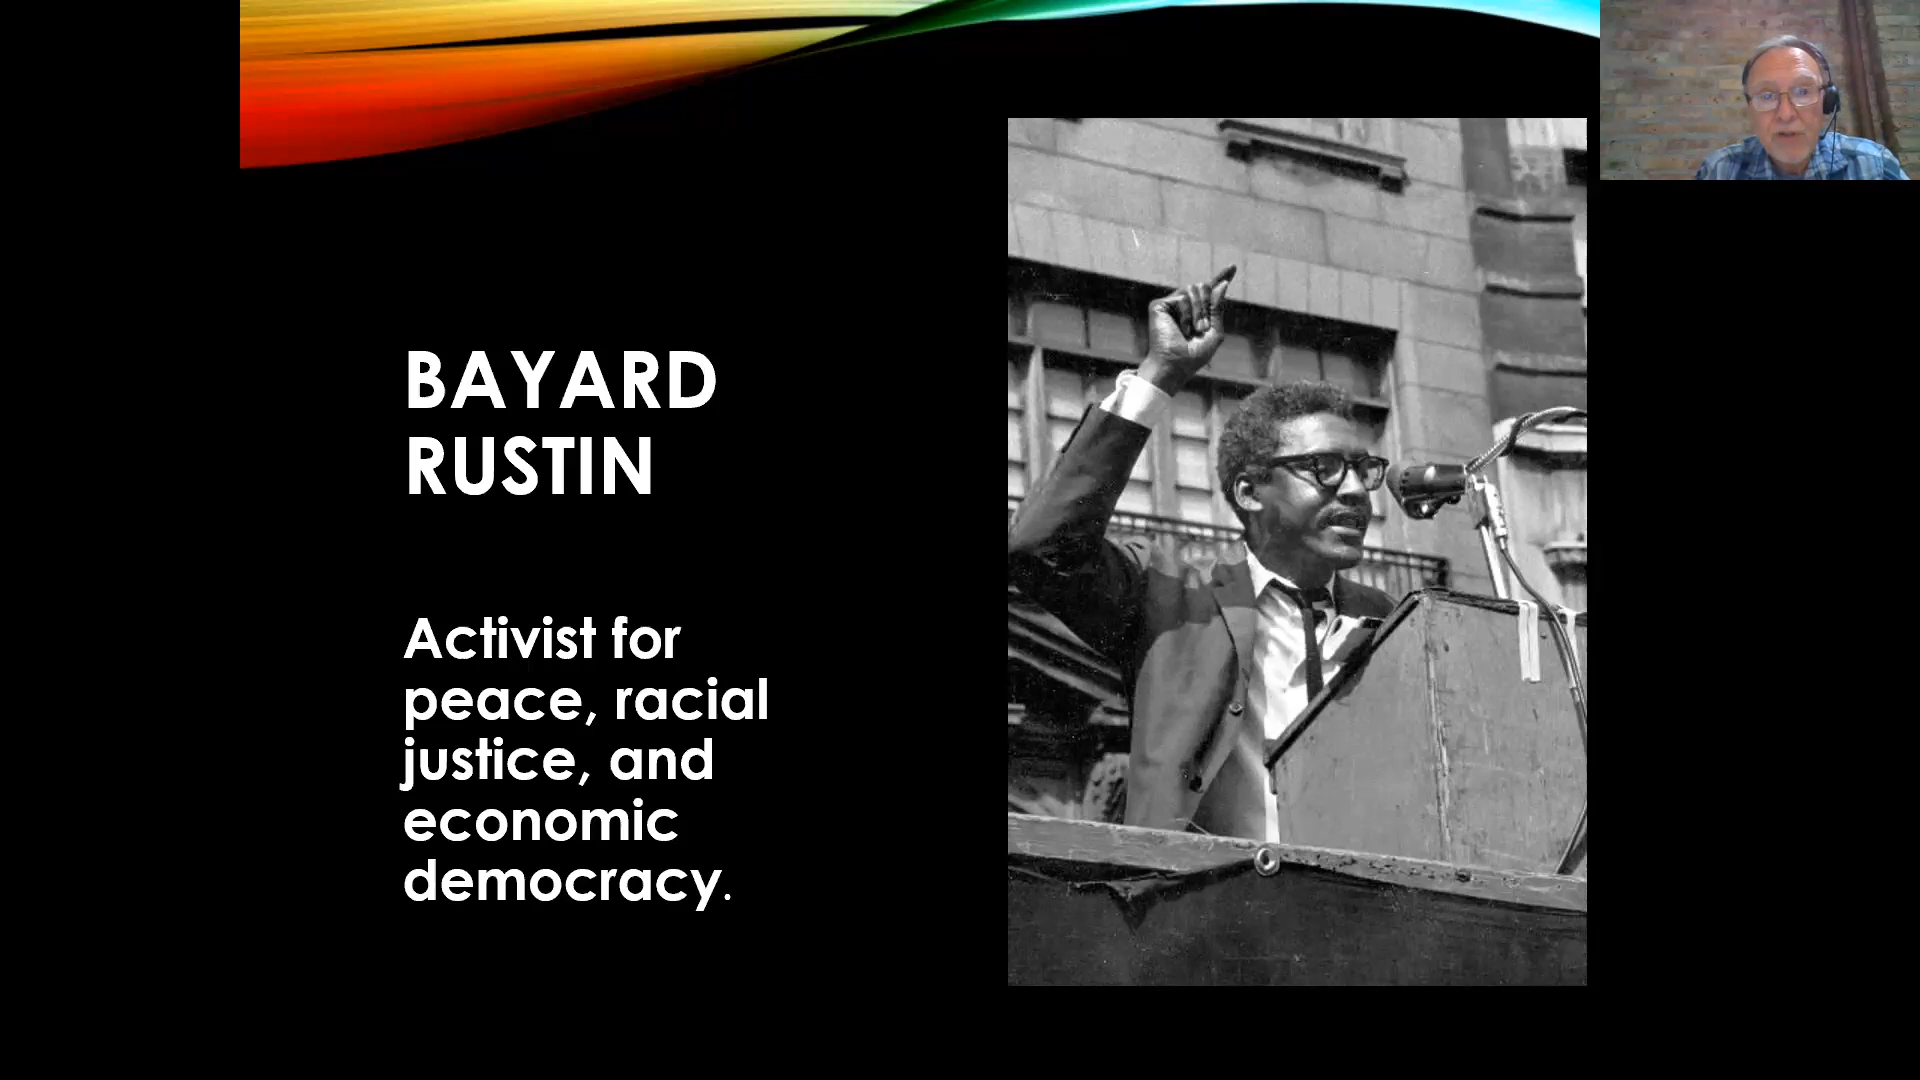 BAYARD
RUSTIN
Activist for
peace, racial
justice, and
economic
democracy.